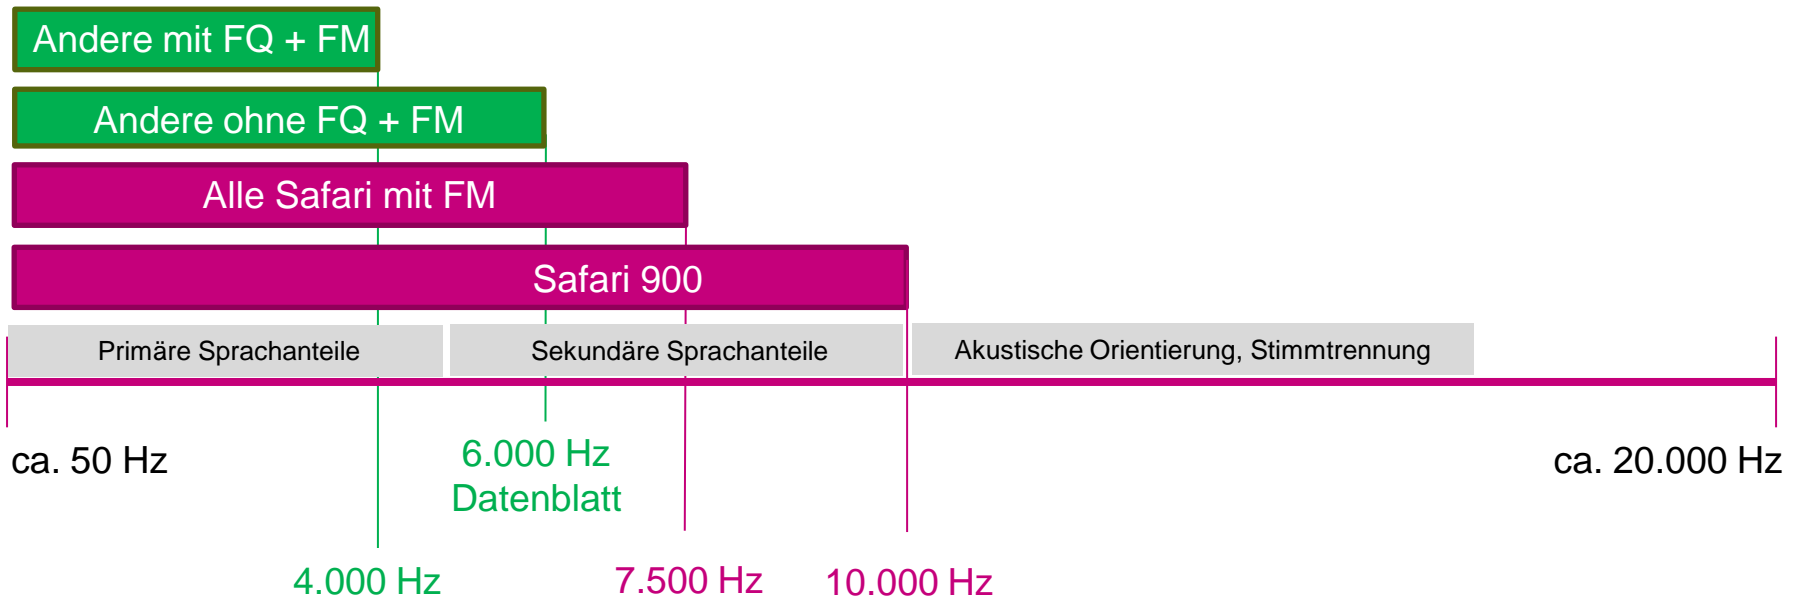 Andere mit FQ + FM
Andere ohne FQ + FM
Alle Safari mit FM
Safari 900
Primäre Sprachanteile
Sekundäre Sprachanteile
Akustische Orientierung, Stimmtrennung
ca. 50 Hz
6.000 Hz
Datenblatt
ca. 20.000 Hz
4.000 Hz
7.500 Hz
10.000 Hz